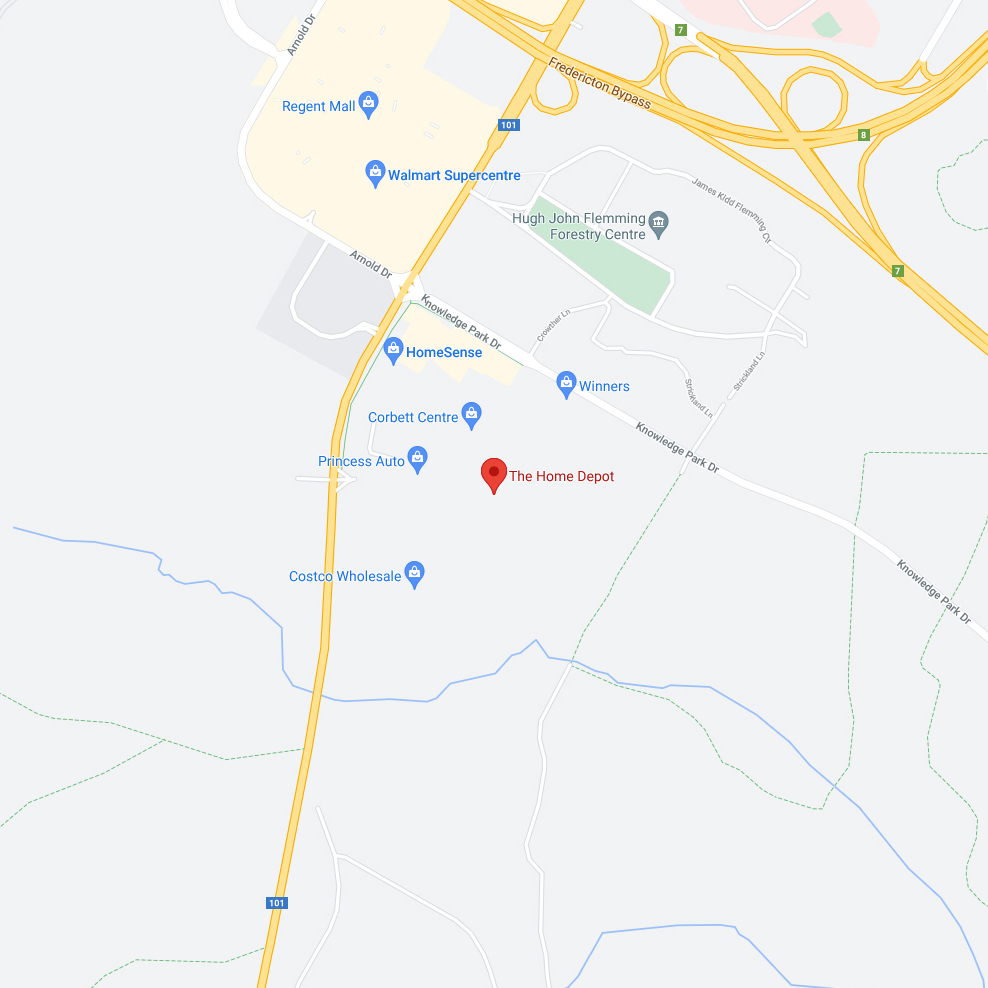 Arnold Dr
7
Fredericton Bypass
Regent Mall
101
8
Walmart Supercentre
James Kidd Flemming Ct
Hugh John Flemming
Forestry Centre
Arnold Dr
7
Knowledge Park Dr
Crowther Ln
HomeSense
Strickland Ln
Winners
Strickland Ln
Corbett Centre
Knowledge Park Dr
Princess Auto
The Home Depot
Costco Wholesale
Knowledge Park Dr
101